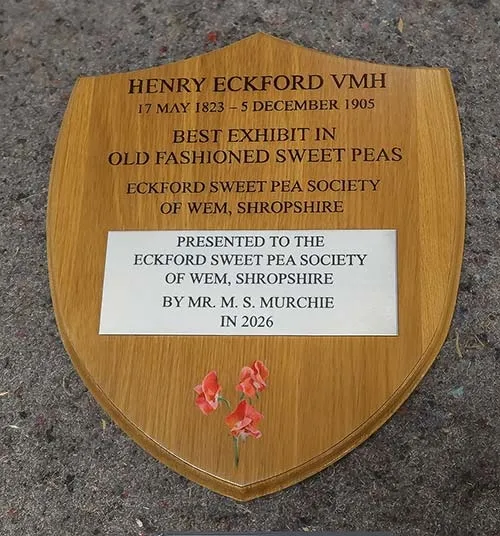 HENRY ECKFORD VMH
17 MAY 1823 – 5 DECEMBER 1905
BEST EXHIBIT IN
OLD FASHIONED SWEET PEAS
ECKFORD SWEET PEA SOCIETY
OF WEM, SHROPSHIRE
PRESENTED TO THE
ECKFORD SWEET PEA SOCIETY
OF WEM, SHROPSHIRE
BY MR. M. S. MURCHIE
IN 2026